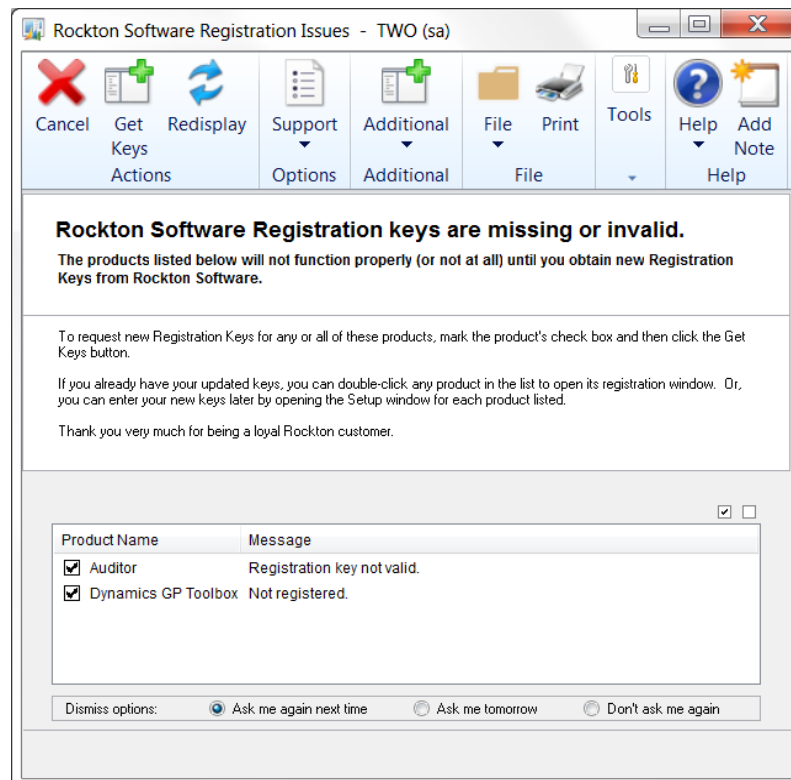 Rockton Software Registration Issues  -  TWO (sa)
Cancel
Get Keys
Redisplay
Support
Additional
File
Print
Tools
Help
Add Note
Actions
Options
Additional
File
Help
Rockton Software Registration keys are missing or invalid.
The products listed below will not function properly (or not at all) until you obtain new Registration
Keys from Rockton Software.
To request new Registration Keys for any or all of these products, mark the product's check box and then click the Get
Keys button.
If you already have your updated keys, you can double-click any product in the list to open its registration window.  Or,
you can enter your new keys later by opening the Setup window for each product listed.
Thank you very much for being a loyal Rockton customer.
Product Name Message
Auditor Registration key not valid.
Dynamics GP Toolbox Not registered.
Dismiss options: Ask me again next time Ask me tomorrow Don't ask me again